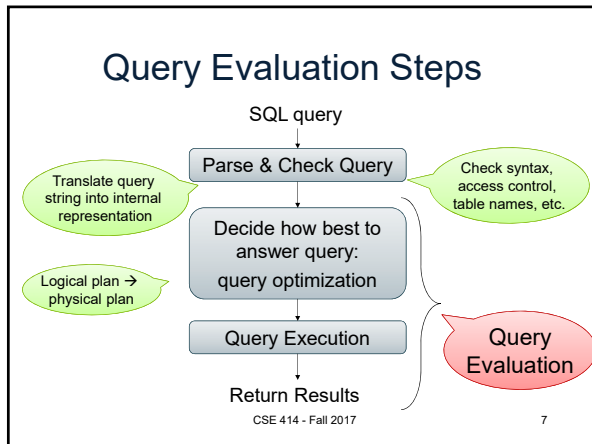 Query Evaluation Steps
SQL query
Parse & Check Query
Translate query
string into internal
representation
Check syntax,
access control,
table names, etc.
Decide how best to
answer query:
query optimization
Logical plan →
physical plan
Query Execution
Query
Evaluation
Return Results
CSE 414 - Fall 2017
7